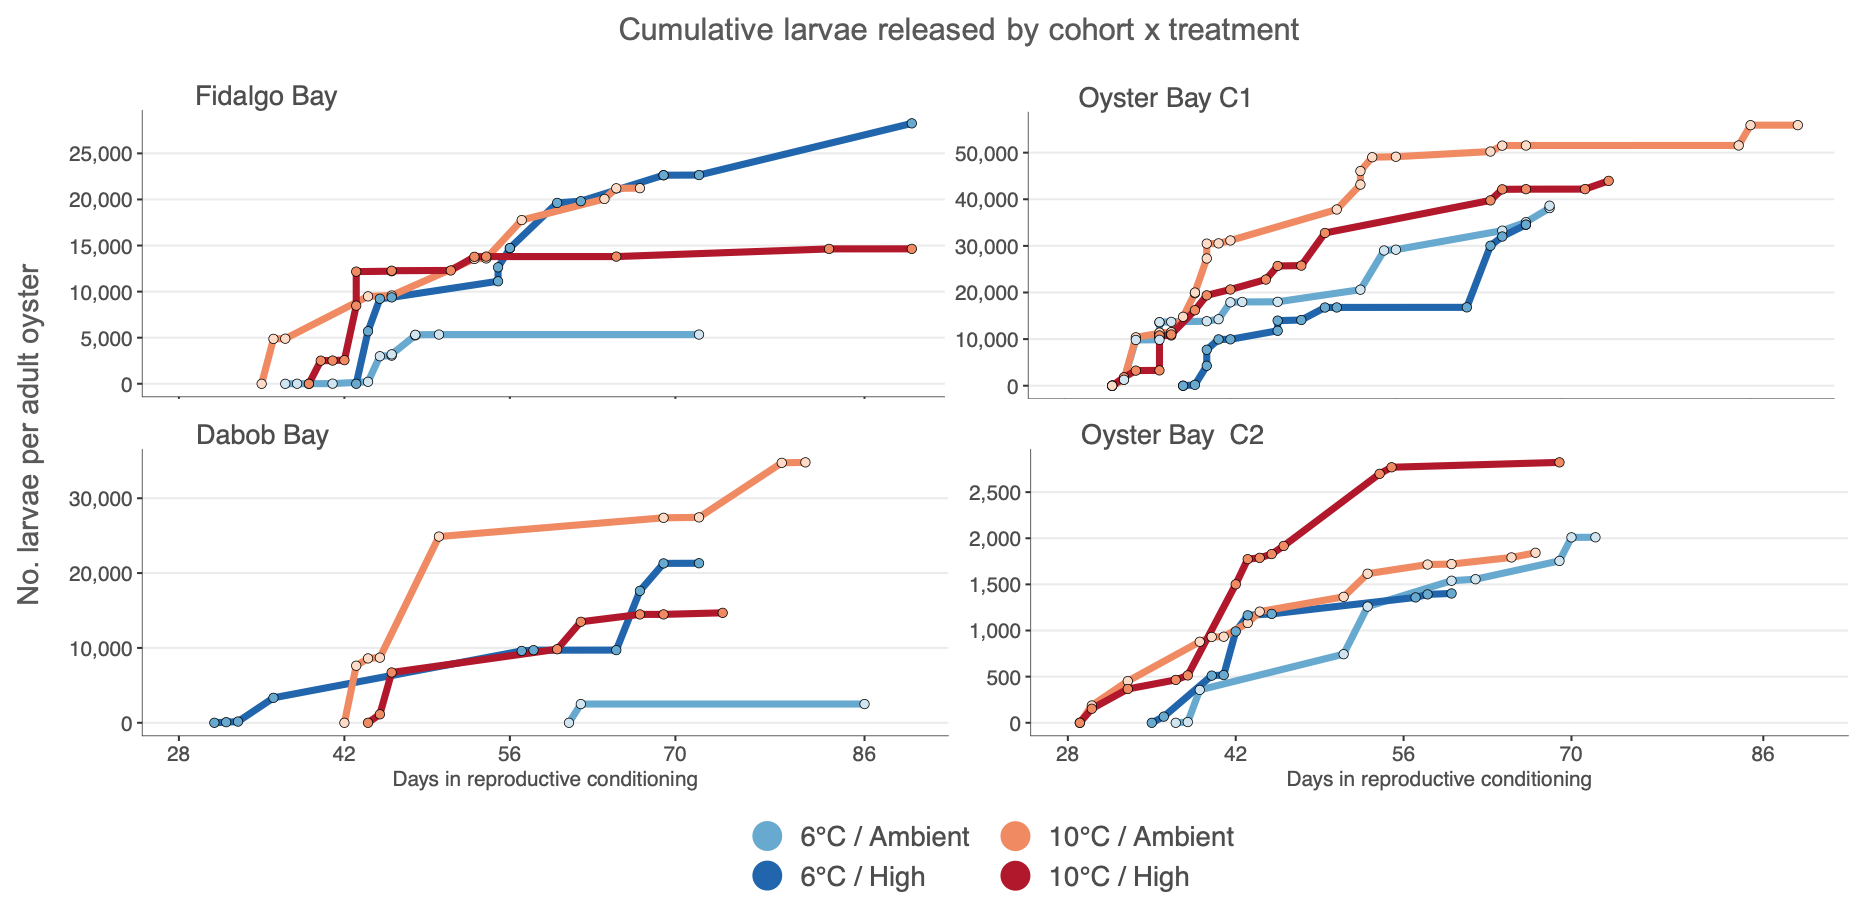 Cumulative larvae released by cohort x treatment
No. larvae per adult oyster
Fidalgo Bay
25,000
20,000
15,000
10,000
5,000
0
Oyster Bay C1
50,000
40,000
30,000
20,000
10,000
0
Dabob Bay
30,000
20,000
10,000
0
28 42 56 70 86
Days in reproductive conditioning
Oyster Bay  C2
2,500
2,000
1,500
1,000
500
0
28 42 56 70 86
Days in reproductive conditioning
6°C / Ambient
10°C / Ambient
6°C / High
10°C / High